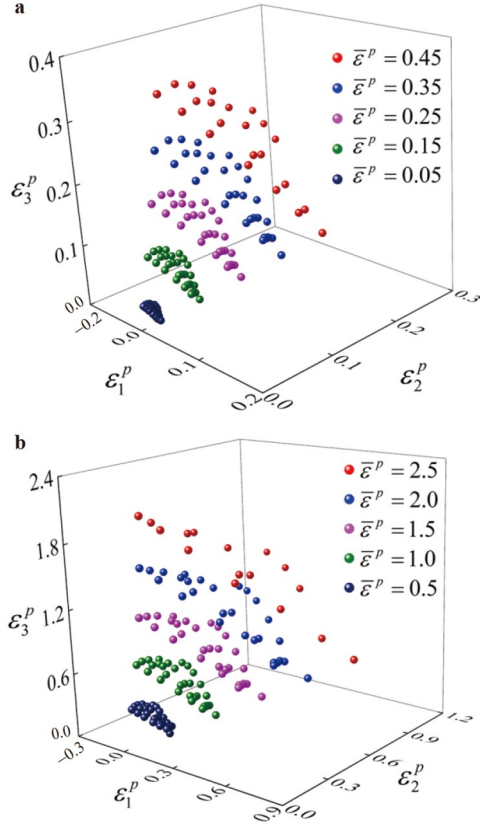 a
0.4
0.3
0.2
0.1
0.0
ε₃ᵖ
ε̄ ᵖ = 0.45
ε̄ ᵖ = 0.35
ε̄ ᵖ = 0.25
ε̄ ᵖ = 0.15
ε̄ ᵖ = 0.05
−0.2
0.0
0.1
0.2
ε₁ᵖ
0.0
0.1
0.2
0.3
ε₂ᵖ
b
2.4
1.8
1.2
0.6
0.0
ε₃ᵖ
ε̄ ᵖ = 2.5
ε̄ ᵖ = 2.0
ε̄ ᵖ = 1.5
ε̄ ᵖ = 1.0
ε̄ ᵖ = 0.5
−0.3
0.0
0.3
0.6
0.9
ε₁ᵖ
0.0
0.3
0.6
0.9
1.2
ε₂ᵖ